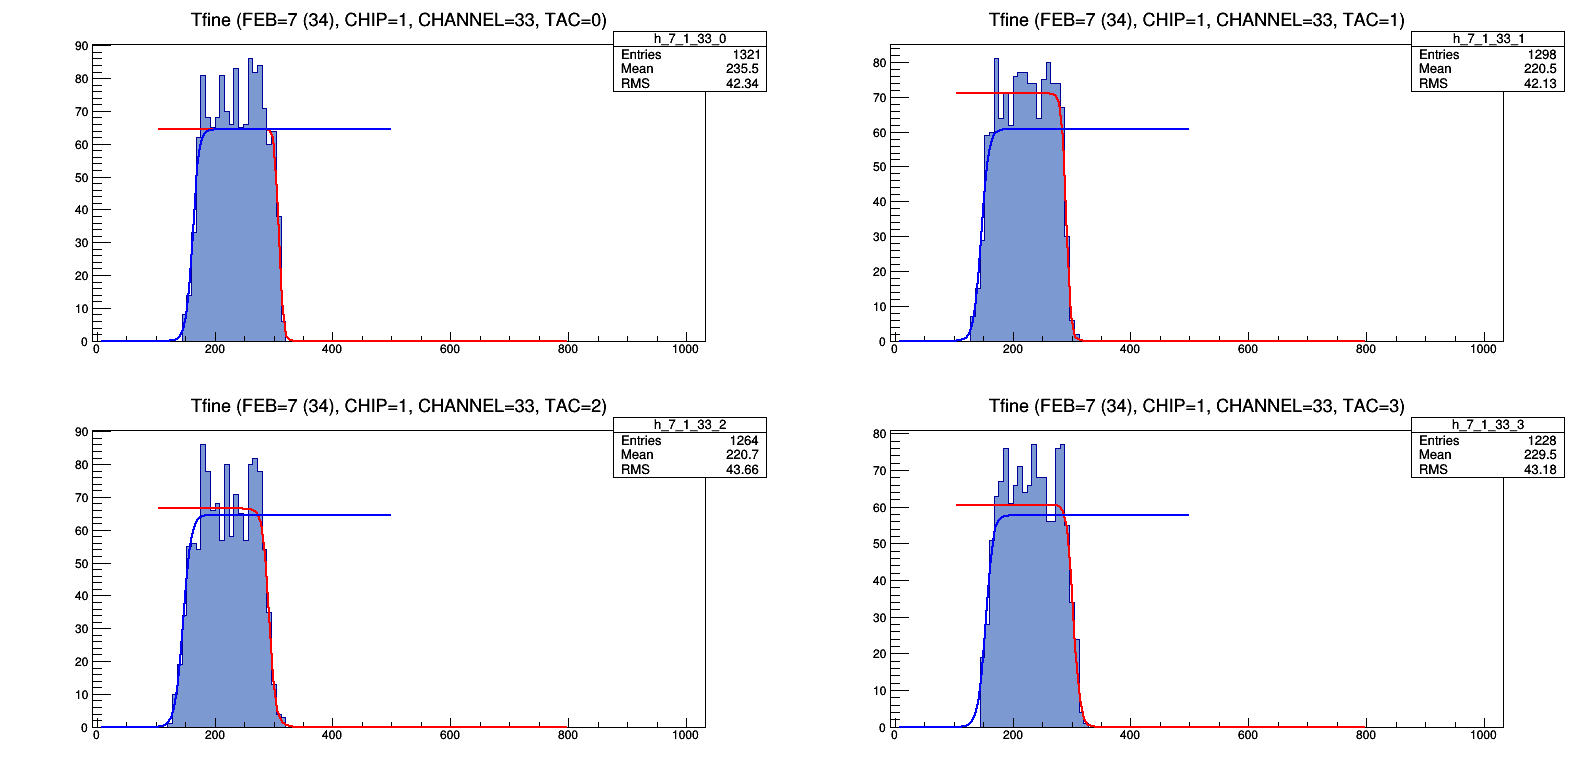 Tfine (FEB=7 (34), CHIP=1, CHANNEL=33, TAC=0)
h_7_1_33_0
Entries 1321
Mean 235.5
RMS 42.34
90
80
70
60
50
40
30
20
10
0
0 200 400 600 800 1000
Tfine (FEB=7 (34), CHIP=1, CHANNEL=33, TAC=1)
h_7_1_33_1
Entries 1298
Mean 220.5
RMS 42.13
80
70
60
50
40
30
20
10
0
0 200 400 600 800 1000
Tfine (FEB=7 (34), CHIP=1, CHANNEL=33, TAC=2)
h_7_1_33_2
Entries 1264
Mean 220.7
RMS 43.66
90
80
70
60
50
40
30
20
10
0
0 200 400 600 800 1000
Tfine (FEB=7 (34), CHIP=1, CHANNEL=33, TAC=3)
h_7_1_33_3
Entries 1228
Mean 229.5
RMS 43.18
80
70
60
50
40
30
20
10
0
0 200 400 600 800 1000